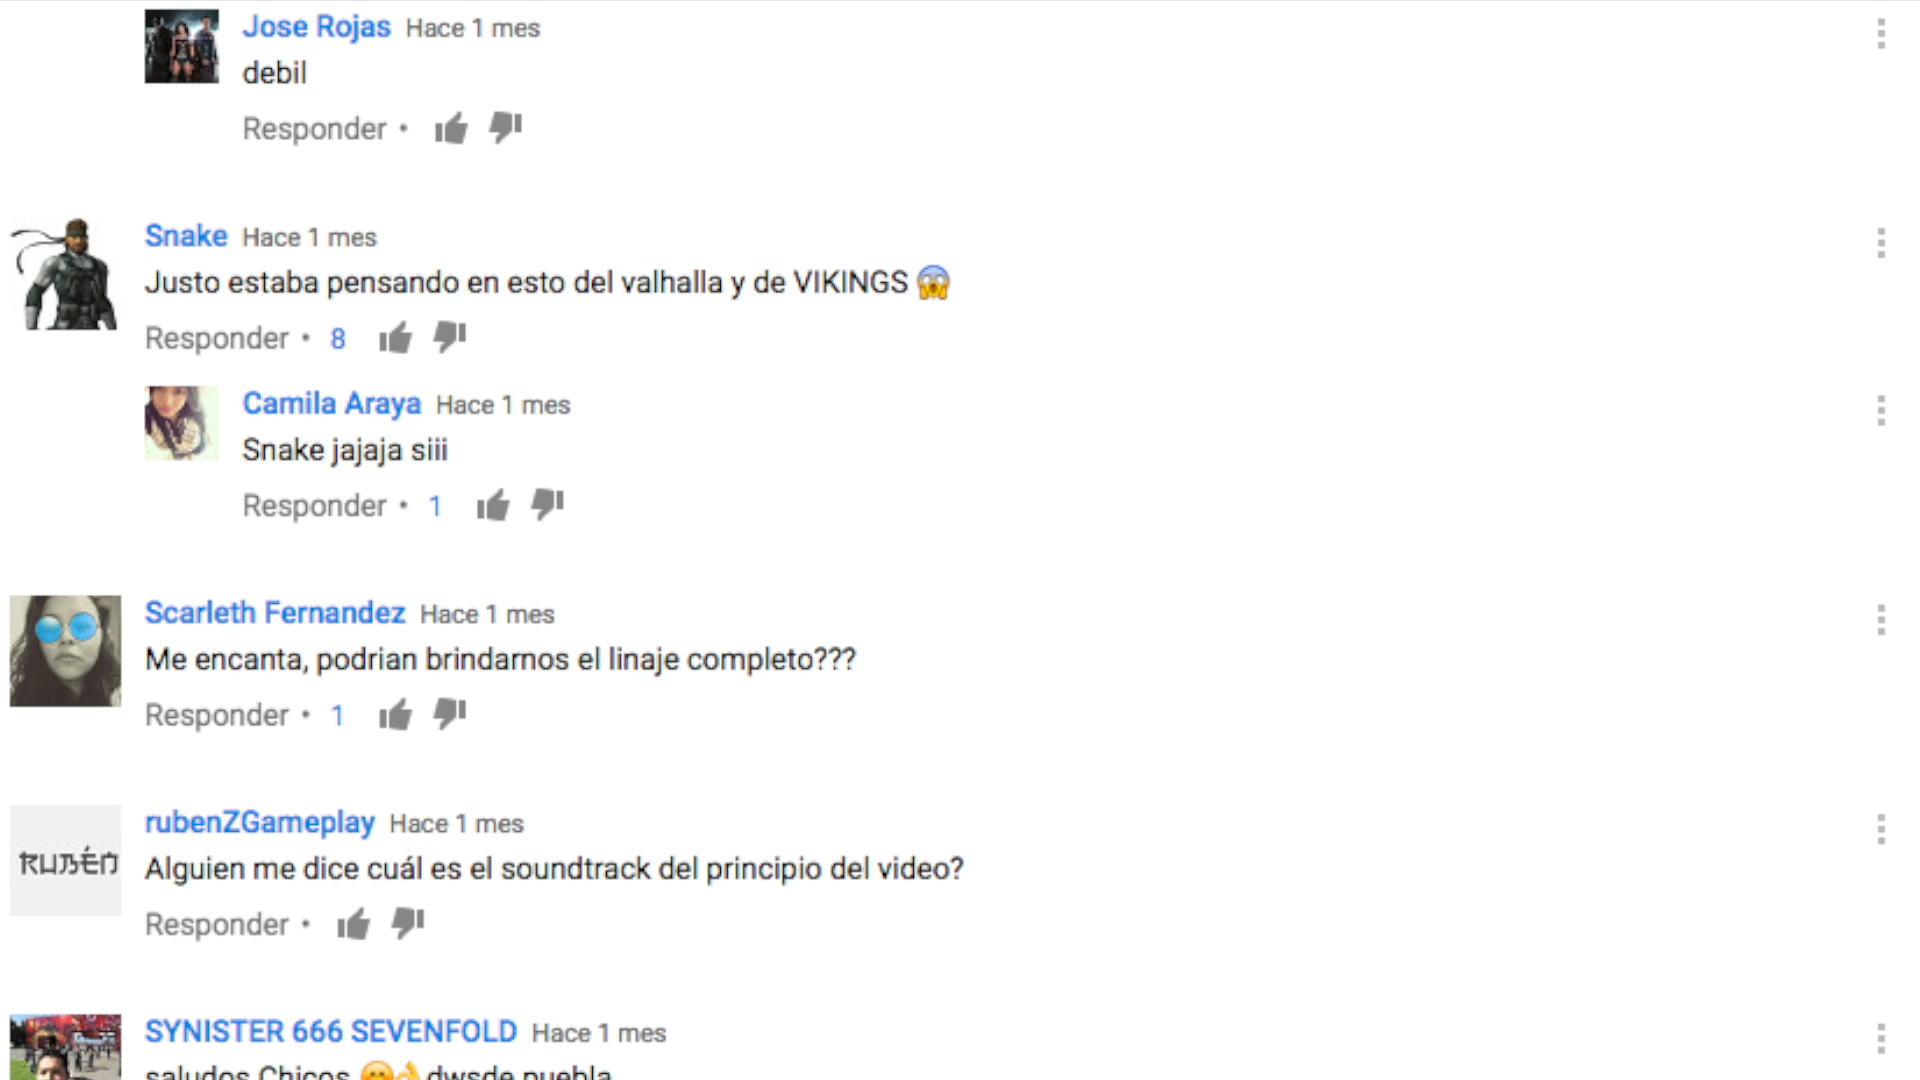 Jose Rojas Hace 1 mes
debil
Responder •
Snake Hace 1 mes
Justo estaba pensando en esto del valhalla y de VIKINGS 😱
Responder • 8
Camila Araya Hace 1 mes
Snake jajaja siii
Responder • 1
Scarleth Fernandez Hace 1 mes
Me encanta, podrian brindarnos el linaje completo???
Responder • 1
RUBÉN
rubenZGameplay Hace 1 mes
Alguien me dice cuál es el soundtrack del principio del video?
Responder •
SYNISTER 666 SEVENFOLD Hace 1 mes
saludos Chicos 😊👌 dwsde puebla